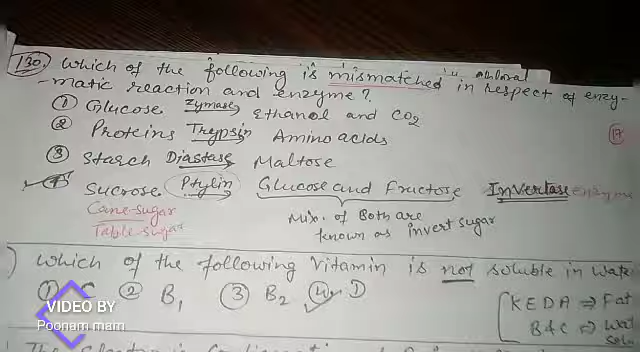 130. Which of the following is mismatched in respect of enzy-
-matic reaction and enzyme?
① Glucose Zymase Ethanol and CO2
② Proteins Trypsin Amino acids
17
③ Starch Diastase Maltose
④ Sucrose Ptylin Glucose and Fructose Invertase enzyme
Cane-sugar
Table-sugar
Mix. of Both are
known as invert sugar
) Which of the following Vitamin is not soluble in Wate
① C ② B1 ③ B2 ④ D
KEDA ⇒ Fat
B&C ⇒ Wat
solu
VIDEO BY
Poonam mam